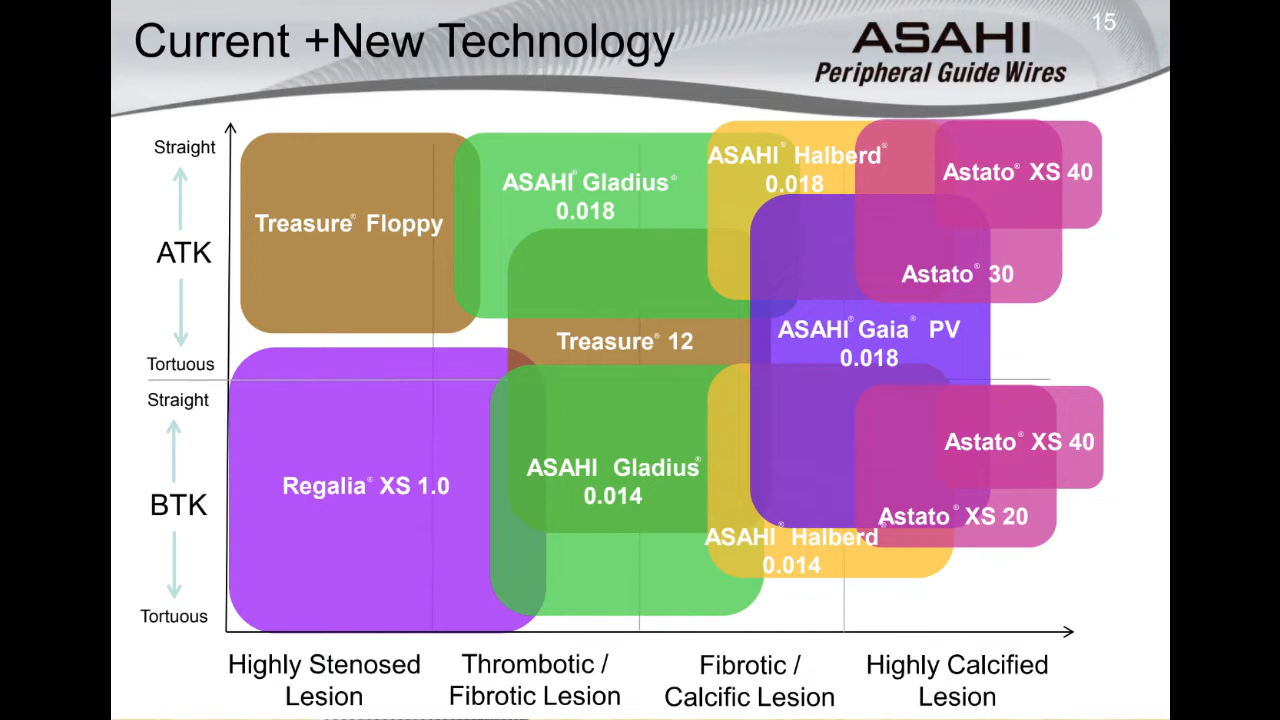 Current +New Technology
ASAHI
Peripheral Guide Wires
15
Straight
ATK
Tortuous
Straight
BTK
Tortuous
Treasure® Floppy
ASAHI® Gladius®
0.018
ASAHI® Halberd®
0.018
Astato® XS 40
Astato® 30
Treasure® 12
ASAHI® Gaia® PV
0.018
Regalia® XS 1.0
ASAHI Gladius®
0.014
Astato® XS 40
Astato® XS 20
ASAHI® Halberd®
0.014
Highly Stenosed
Lesion
Thrombotic /
Fibrotic Lesion
Fibrotic /
Calcific Lesion
Highly Calcified
Lesion